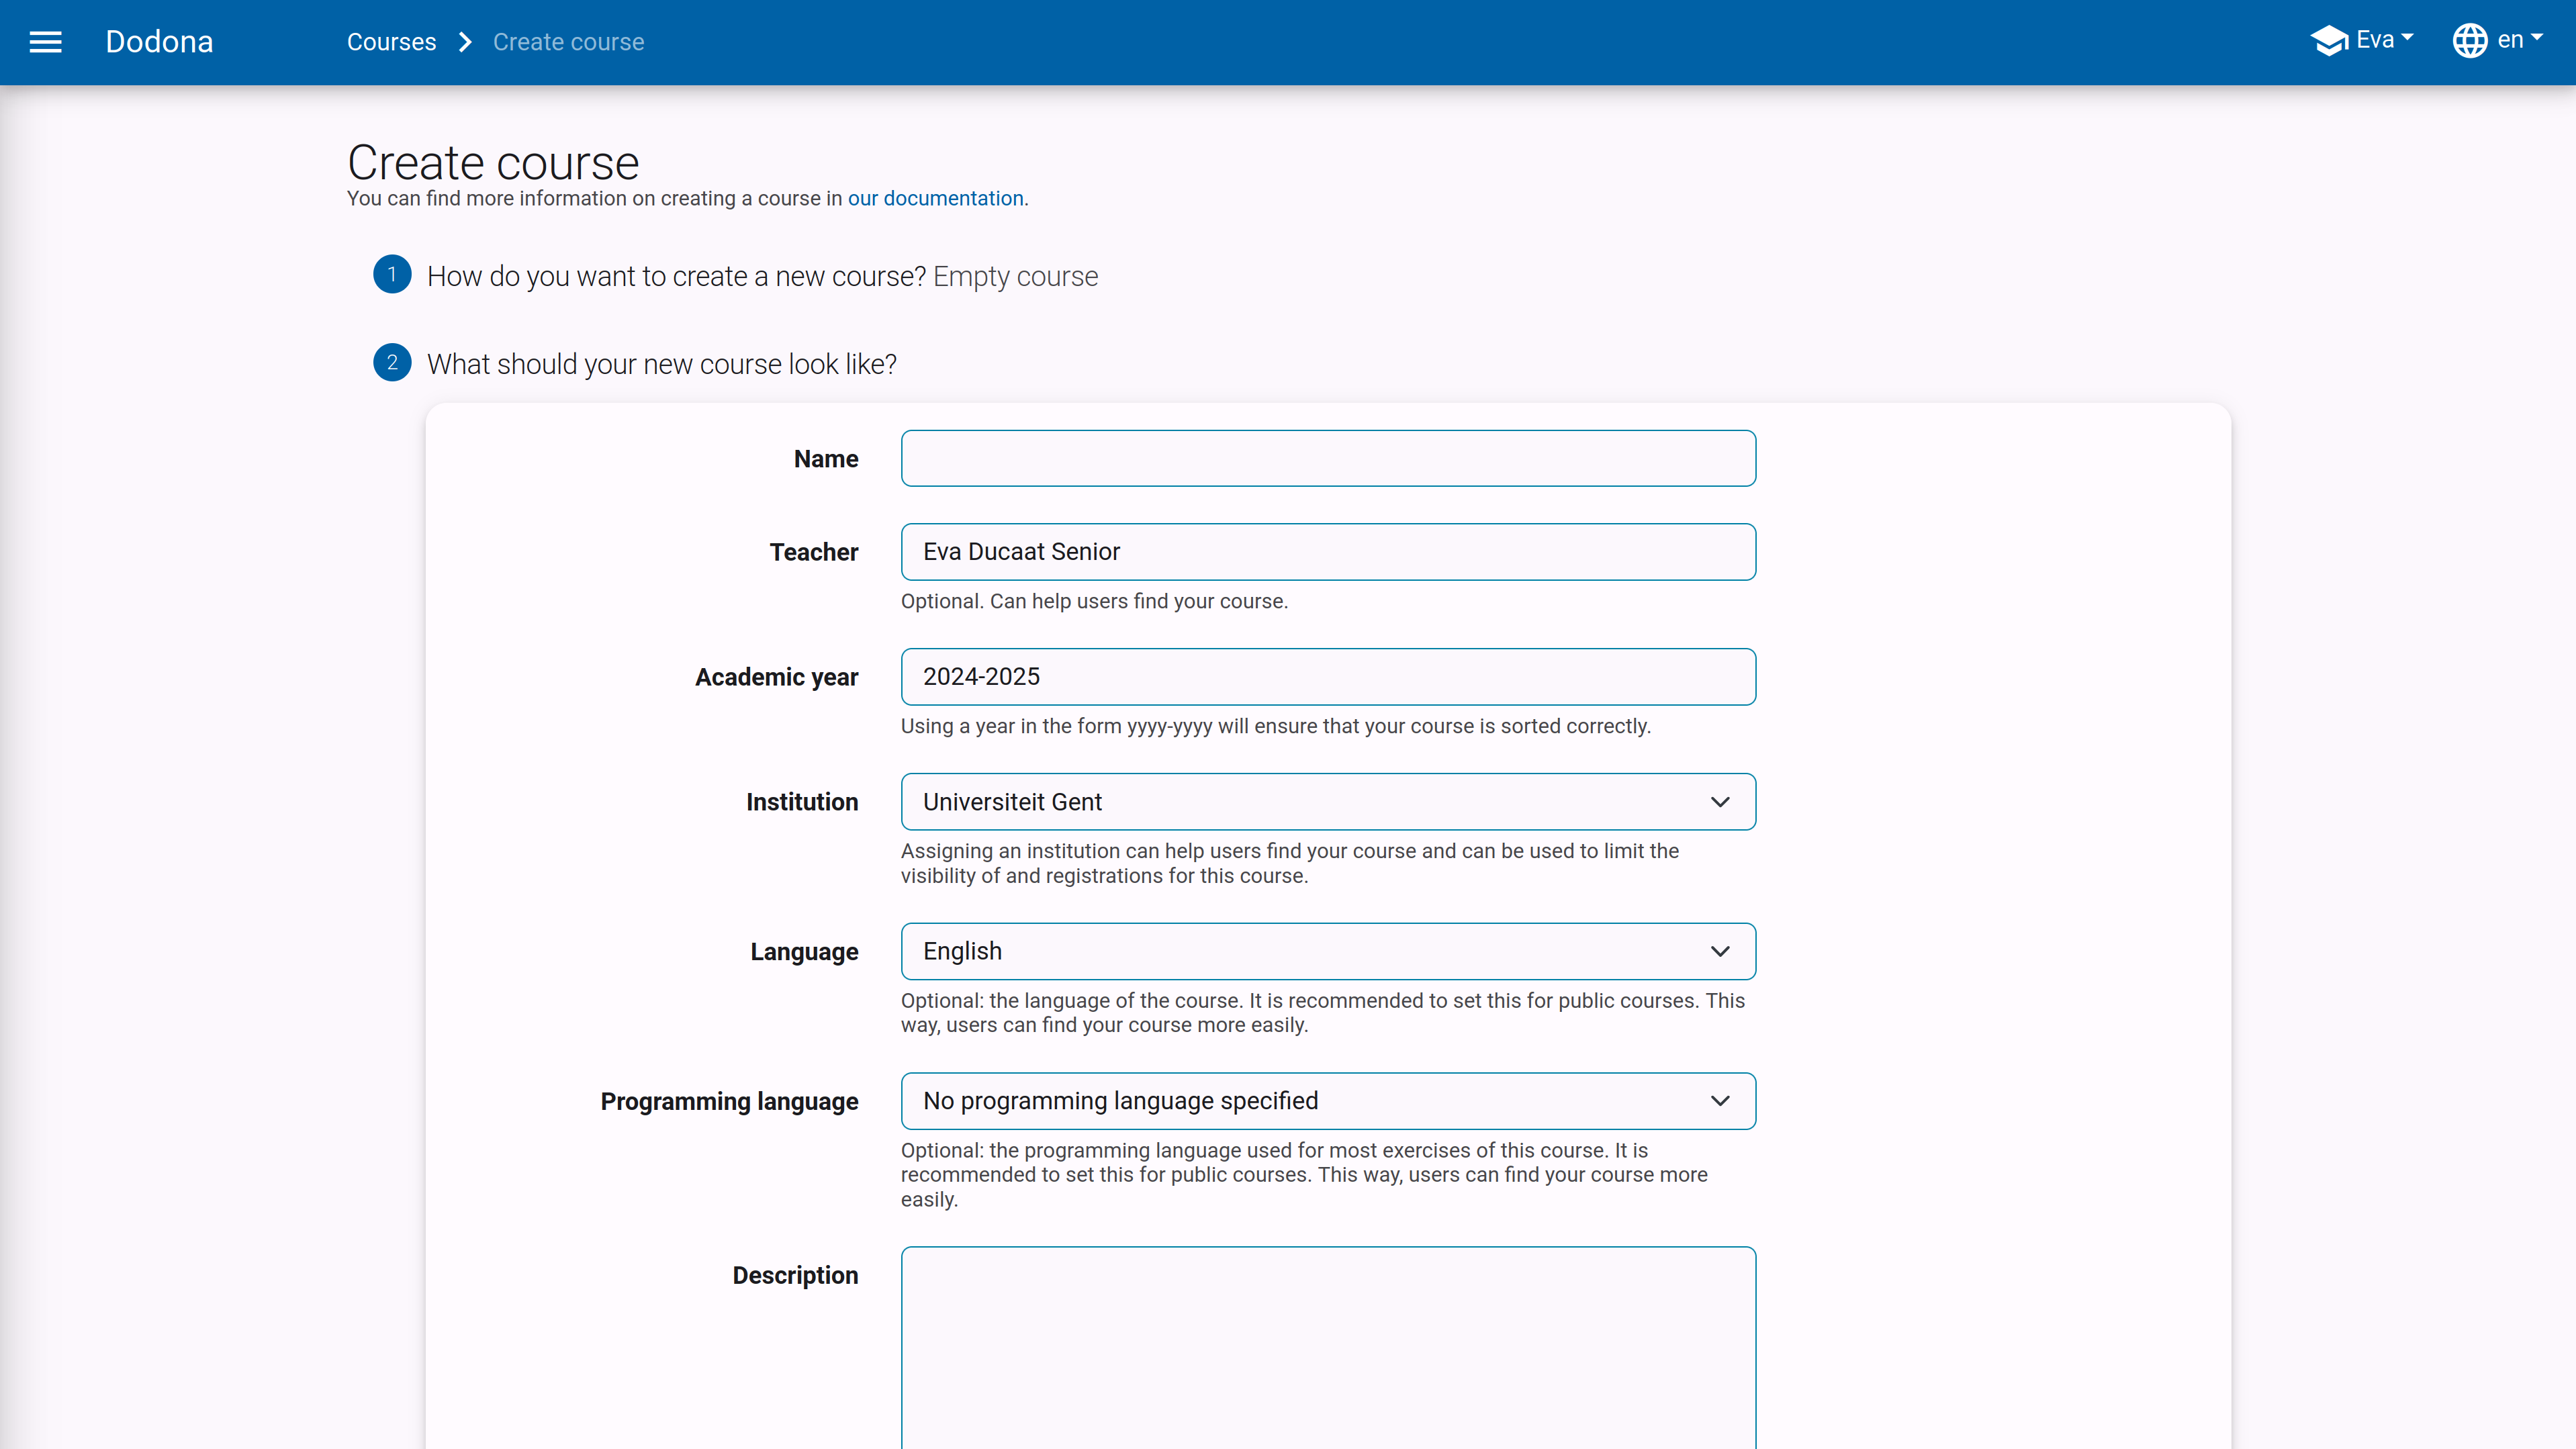 Dodona
Courses
Create course
Eva
en
Create course
You can find more information on creating a course in our documentation.
1 How do you want to create a new course? Empty course
2 What should your new course look like?
Name
Teacher
Eva Ducaat Senior
Optional. Can help users find your course.
Academic year
2024-2025
Using a year in the form yyyy-yyyy will ensure that your course is sorted correctly.
Institution
Universiteit Gent
Assigning an institution can help users find your course and can be used to limit the
visibility of and registrations for this course.
Language
English
Optional: the language of the course. It is recommended to set this for public courses. This
way, users can find your course more easily.
Programming language
No programming language specified
Optional: the programming language used for most exercises of this course. It is
recommended to set this for public courses. This way, users can find your course more
easily.
Description